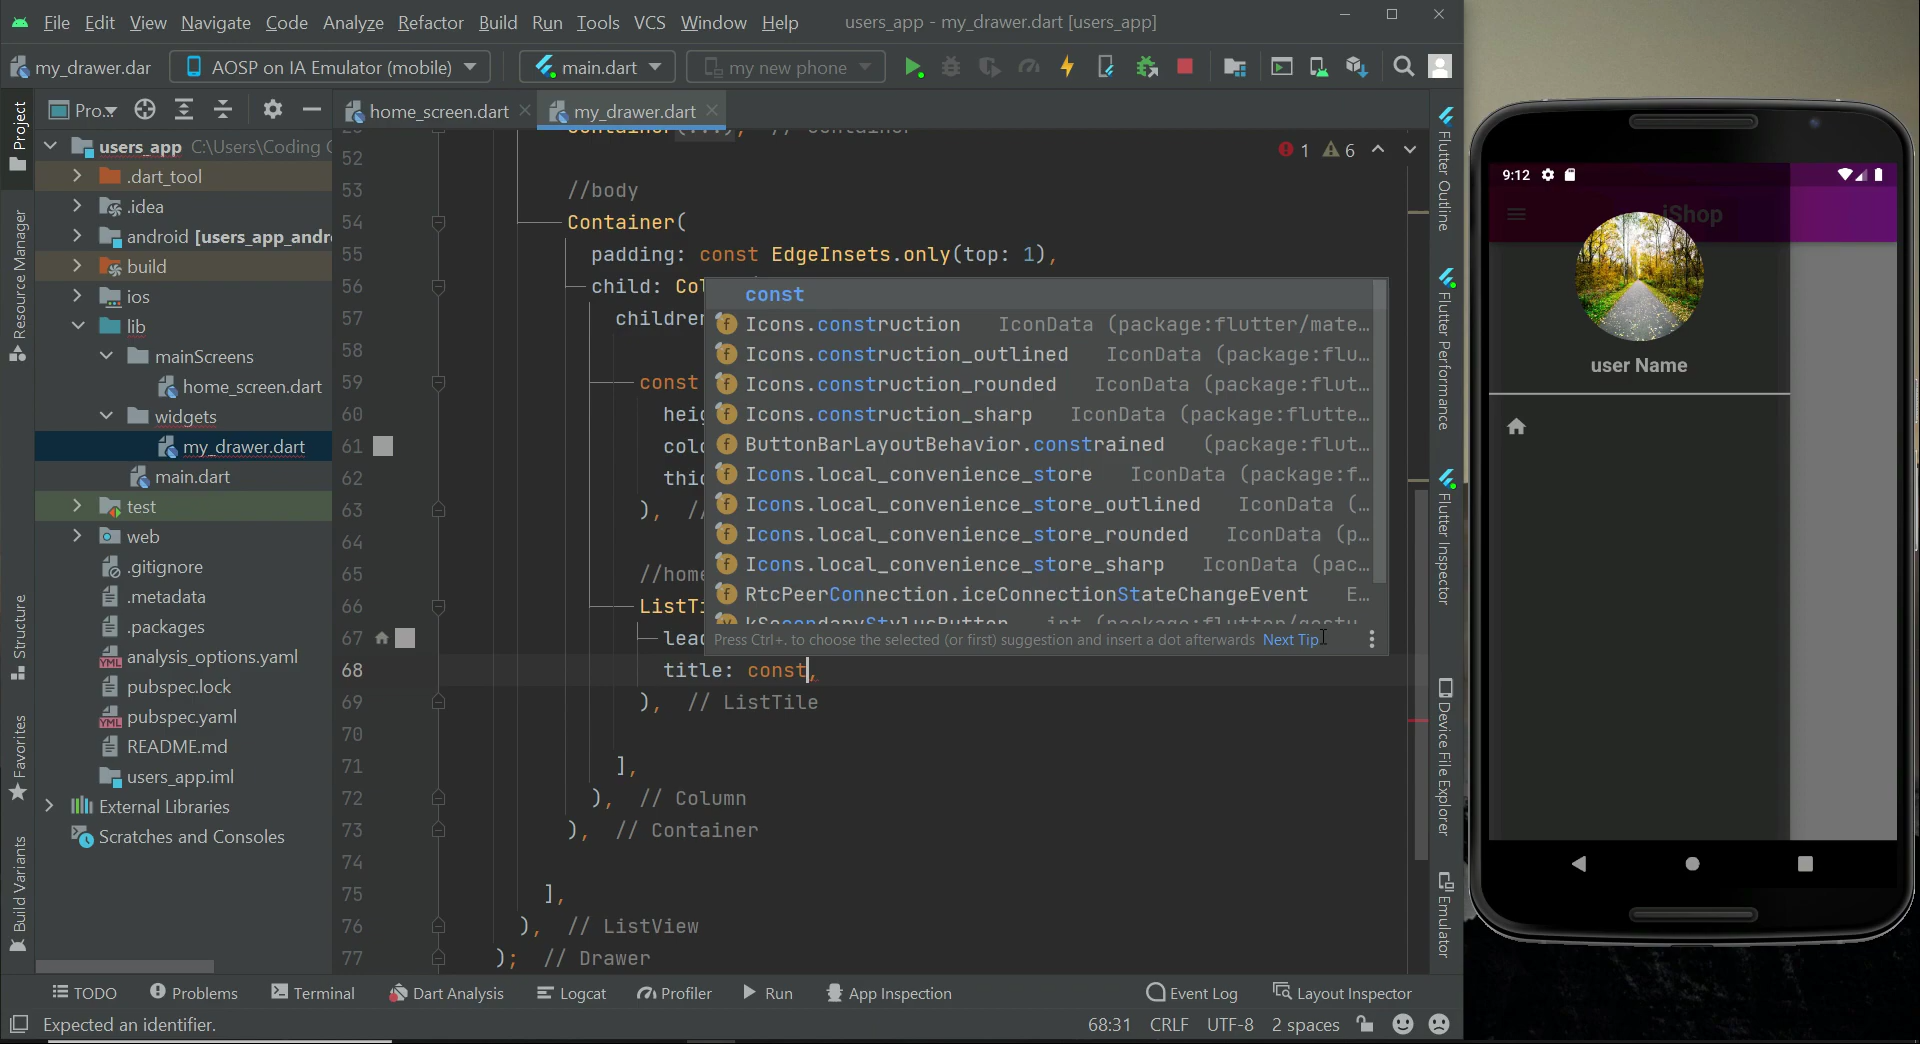 File Edit View Navigate Code Analyze Refactor Build Run Tools VCS Window Help users_app - my_drawer.dart [users_app]
my_drawer.dar AOSP on IA Emulator (mobile) main.dart my new phone
Pro... home_screen.dart my_drawer.dart
Project
Resource Manager
Structure
Favorites
Build Variants
users_app C:\Users\Coding
.dart_tool
.idea
android [users_app_andr
build
ios
lib
mainScreens
home_screen.dart
widgets
my_drawer.dart
main.dart
test
web
.gitignore
.metadata
.packages
analysis_options.yaml
pubspec.lock
pubspec.yaml
README.md
users_app.iml
External Libraries
Scratches and Consoles
1 6
52
53 //body
54 Container(
55 padding: const EdgeInsets.only(top: 1),
56 child: Col
57 children
58
59 const
60 heig
61 colo
62 thic
63 ), //
64
65 //home
66 ListTi
67 lead
68 title: const,
69 ), // ListTile
70
71 ],
72 ), // Column
73 ), // Container
74
75 ],
76 ), // ListView
77 ); // Drawer
const
Icons.construction IconData (package:flutter/mate...
Icons.construction_outlined IconData (package:flu...
Icons.construction_rounded IconData (package:flut...
Icons.construction_sharp IconData (package:flutte...
ButtonBarLayoutBehavior.constrained (package:flut...
Icons.local_convenience_store IconData (package:f...
Icons.local_convenience_store_outlined IconData (...
Icons.local_convenience_store_rounded IconData (p...
Icons.local_convenience_store_sharp IconData (pac...
RtcPeerConnection.iceConnectionStateChangeEvent E...
Press Ctrl+. to choose the selected (or first) suggestion and insert a dot afterwards Next Tip
Flutter Outline
Flutter Performance
Flutter Inspector
Device File Explorer
Emulator
9:12
iShop
user Name
TODO Problems Terminal Dart Analysis Logcat Profiler Run App Inspection Event Log Layout Inspector
Expected an identifier. 68:31 CRLF UTF-8 2 spaces